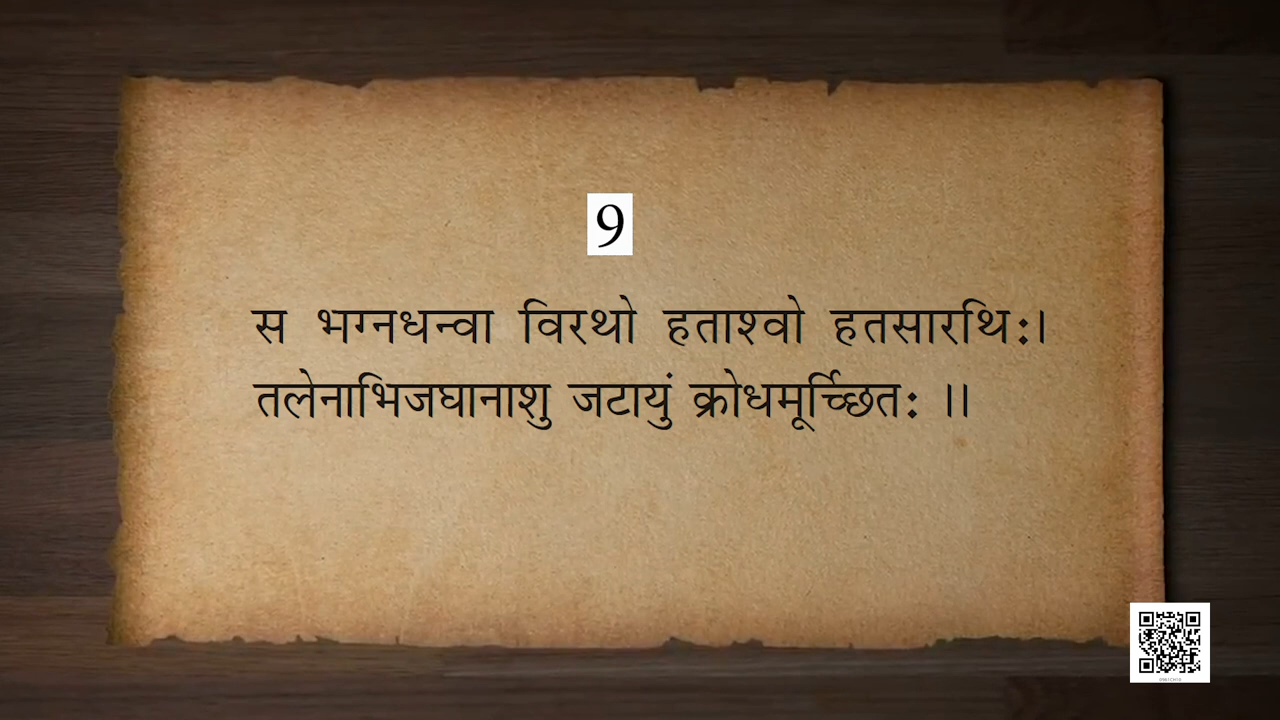 9
स भग्नधन्वा विरथो हताश्वो हतसारथिः।
तलेनाभिजघानाशु जटायुं क्रोधमूर्च्छितः ।।